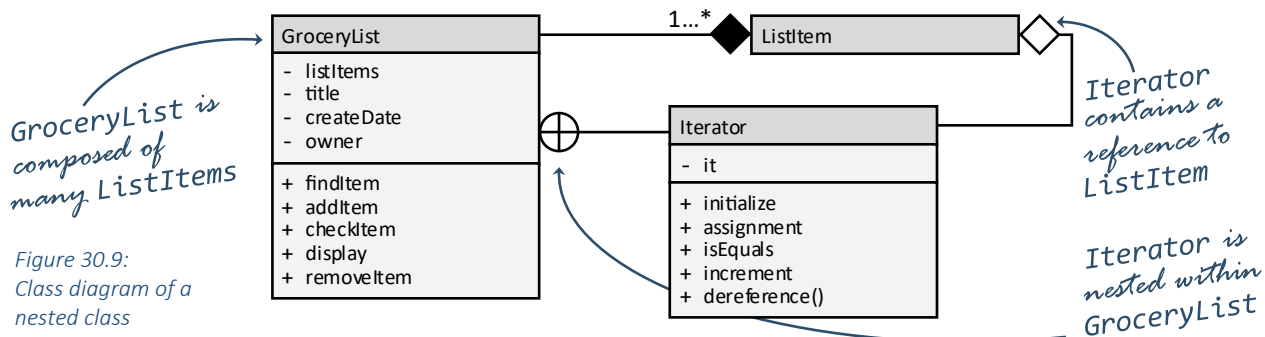 1...*
GroceryList
ListItem
- listItems
- title
- createDate
- owner
+ findItem
+ addItem
+ checkItem
+ display
+ removeItem
Iterator
- it
+ initialize
+ assignment
+ isEquals
+ increment
+ dereference()
GroceryList is
composed of
many ListItems
Iterator
contains a
reference to
ListItem
Iterator is
nested within
GroceryList
Figure 30.9:
Class diagram of a
nested class